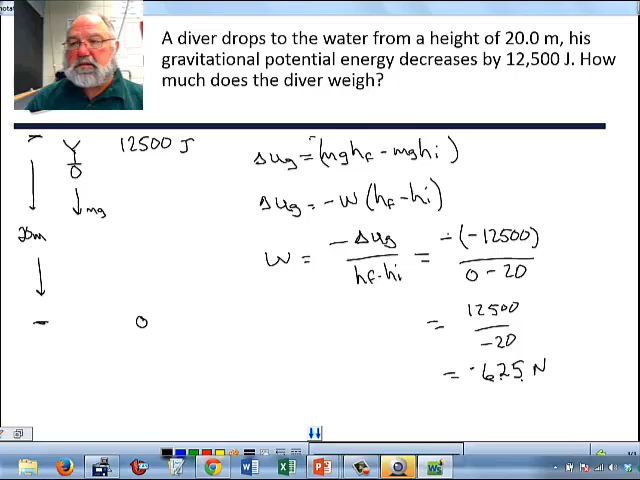 A diver drops to the water from a height of 20.0 m, his
gravitational potential energy decreases by 12,500 J. How
much does the diver weigh?
12500 J
mg
20m
0
Δug = -(mghf - mghi)
Δug = -W(hf - hi)
W = -Δug / hf - hi = -(-12500) / 0 - 20
= 12500 / -20
= -625 N